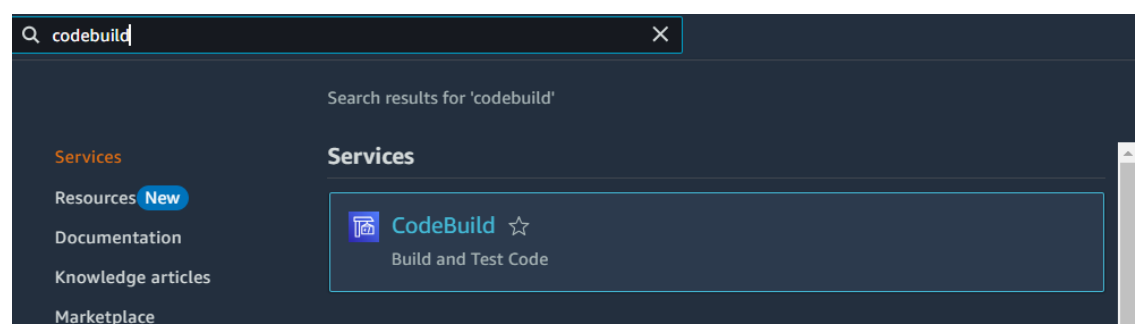 codebuild
Search results for 'codebuild'
Services
Resources New
Documentation
Knowledge articles
Marketplace
Services
CodeBuild
Build and Test Code